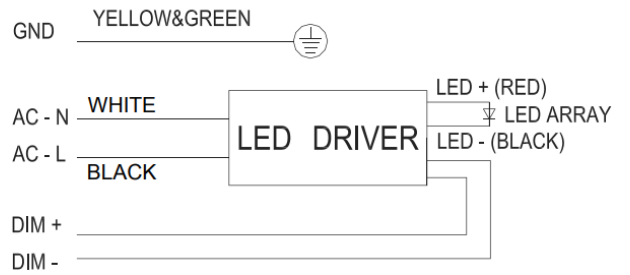 YELLOW&GREEN
GND
LED + (RED)
WHITE
LED ARRAY
AC - N
LED DRIVER
LED - (BLACK)
AC - L
BLACK
DIM +
DIM -